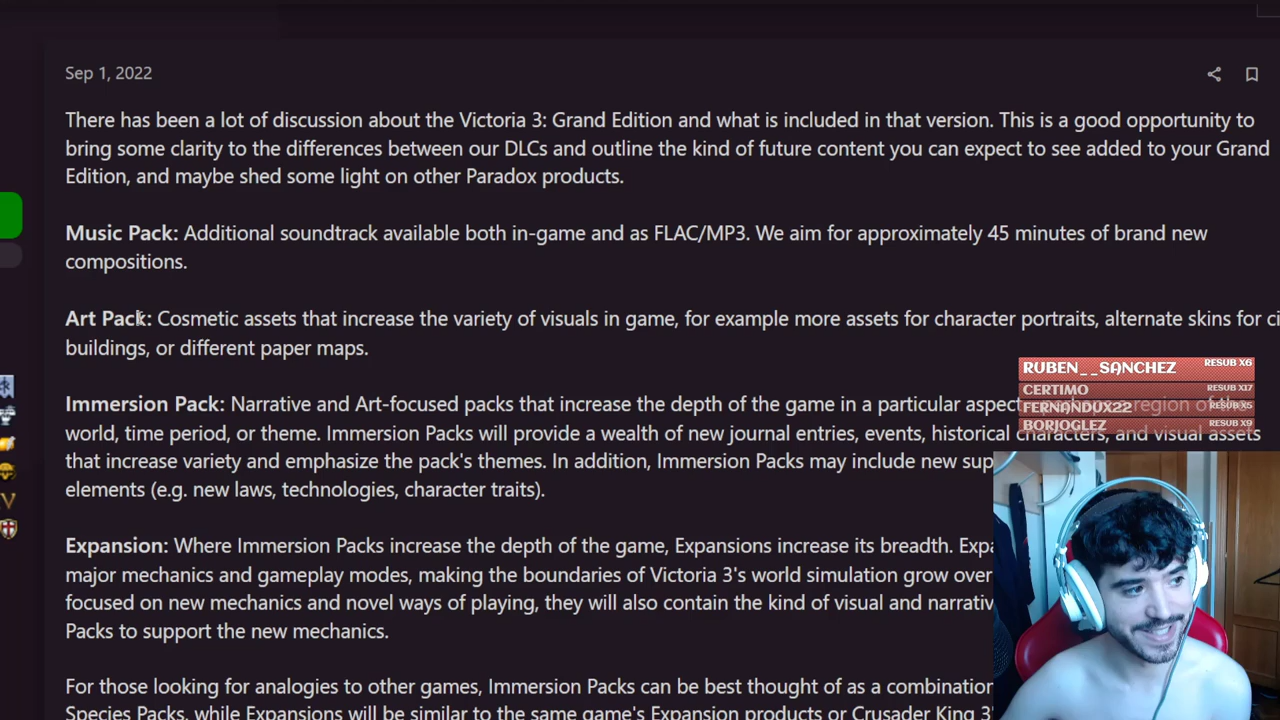 Sep 1, 2022
There has been a lot of discussion about the Victoria 3: Grand Edition and what is included in that version. This is a good opportunity to
bring some clarity to the differences between our DLCs and outline the kind of future content you can expect to see added to your Grand
Edition, and maybe shed some light on other Paradox products.
Music Pack: Additional soundtrack available both in-game and as FLAC/MP3. We aim for approximately 45 minutes of brand new
compositions.
Art Pack: Cosmetic assets that increase the variety of visuals in game, for example more assets for character portraits, alternate skins for ci
buildings, or different paper maps.
RUBEN__SANCHEZ RESUB X6
CERTIMO RESUB X17
FERNANDUX22 RESUB X5
BORJOGLEZ RESUB X9
Immersion Pack: Narrative and Art-focused packs that increase the depth of the game in a particular aspect region of the
world, time period, or theme. Immersion Packs will provide a wealth of new journal entries, events, historical characters, and visual assets
that increase variety and emphasize the pack's themes. In addition, Immersion Packs may include new sup
elements (e.g. new laws, technologies, character traits).
Expansion: Where Immersion Packs increase the depth of the game, Expansions increase its breadth. Expa
major mechanics and gameplay modes, making the boundaries of Victoria 3's world simulation grow over
focused on new mechanics and novel ways of playing, they will also contain the kind of visual and narrativ
Packs to support the new mechanics.
For those looking for analogies to other games, Immersion Packs can be best thought of as a combination
Species Packs, while Expansions will be similar to the same game's Expansion products or Crusader King 3'